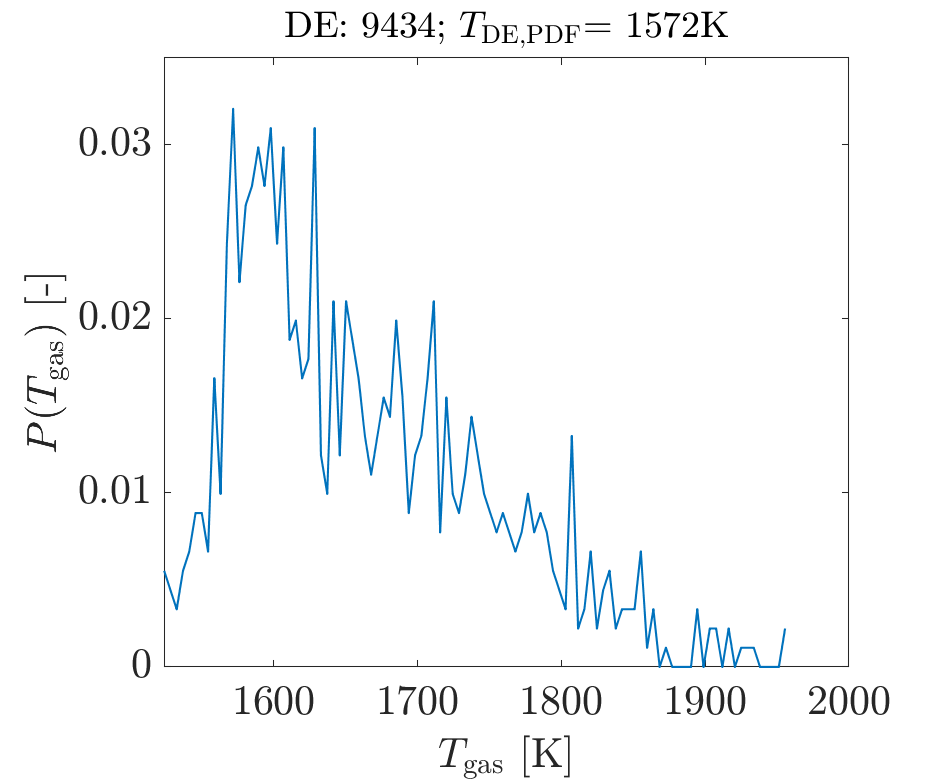 DE: 9434; T_DE,PDF= 1572K
P(T_gas) [-]
0.03
0.02
0.01
0
1600 1700 1800 1900 2000
T_gas [K]